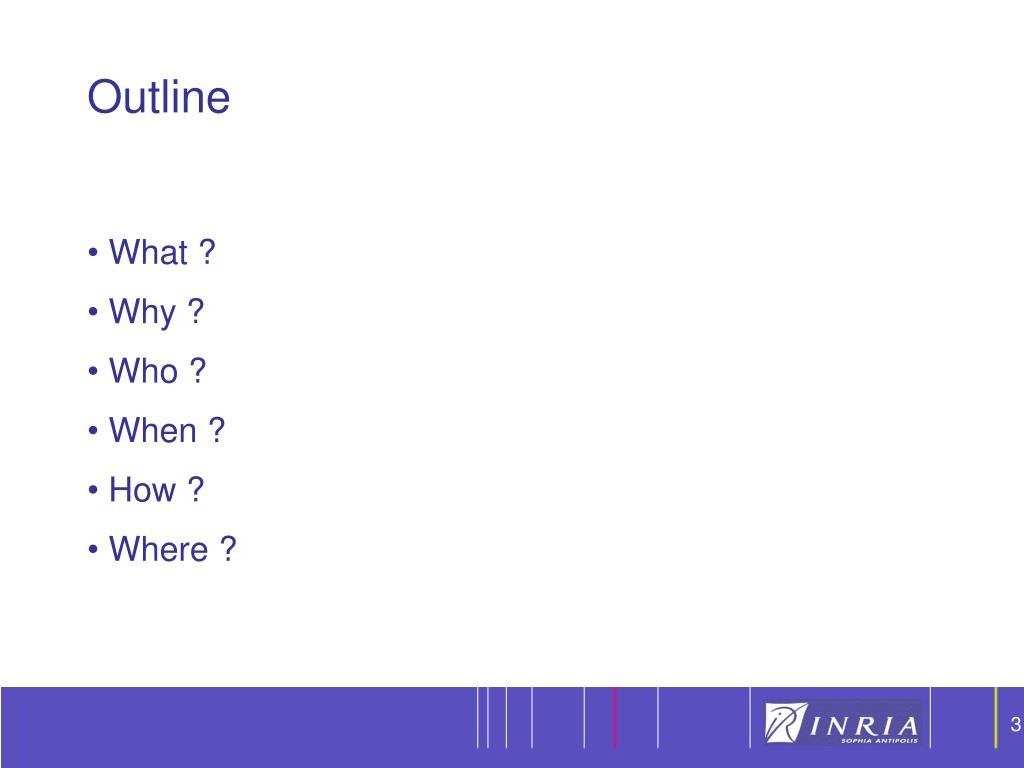 Outline
• What ?
• Why ?
• Who ?
• When ?
• How ?
• Where ?
INRIA
SOPHIA ANTIPOLIS
3